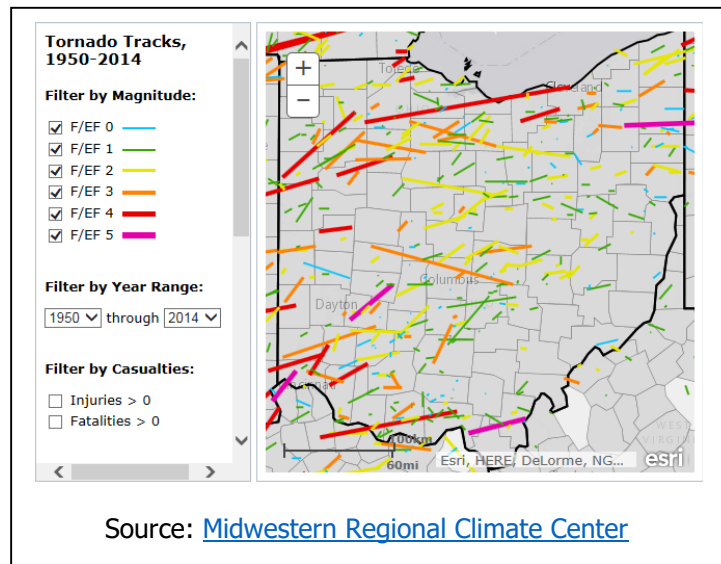 Tornado Tracks,
1950-2014
Filter by Magnitude:
F/EF 0
F/EF 1
F/EF 2
F/EF 3
F/EF 4
F/EF 5
Filter by Year Range:
1950 through 2014
Filter by Casualties:
Injuries > 0
Fatalities > 0
+
−
Toledo
Cleveland
Columbus
Dayton
WEST
100km
60mi
Esri, HERE, DeLorme, NG...
esri
Source: Midwestern Regional Climate Center